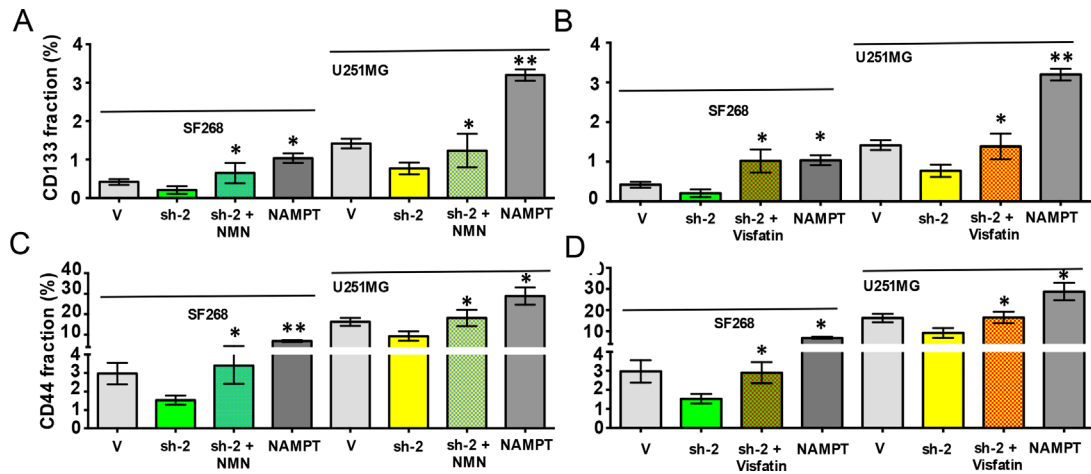 A
CD133 fraction (%)
4
3
2
1
0
SF268
U251MG
*
*
*
**
V
sh-2
sh-2 +
NMN
NAMPT
V
sh-2
sh-2 +
NMN
NAMPT
B
4
3
2
1
0
SF268
U251MG
*
*
*
**
V
sh-2
sh-2 +
Visfatin
NAMPT
V
sh-2
sh-2 +
Visfatin
NAMPT
C
CD44 fraction (%)
40
30
20
10
4
3
2
1
0
SF268
U251MG
*
**
*
*
V
sh-2
sh-2 +
NMN
NAMPT
V
sh-2
sh-2 +
NMN
NAMPT
D
30
20
10
4
3
2
1
0
SF268
U251MG
*
*
*
*
V
sh-2
sh-2 +
Visfatin
NAMPT
V
sh-2
sh-2 +
Visfatin
NAMPT